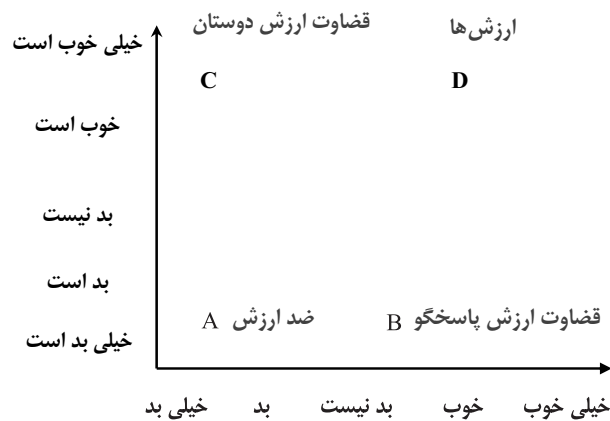 قضاوت ارزش دوستان
ارزش‌ها
خیلی خوب است
C
D
خوب است
بد نیست
بد است
خیلی بد است
A ضد ارزش
B قضاوت ارزش پاسخگو
خیلی بد
بد
بد نیست
خوب
خیلی خوب